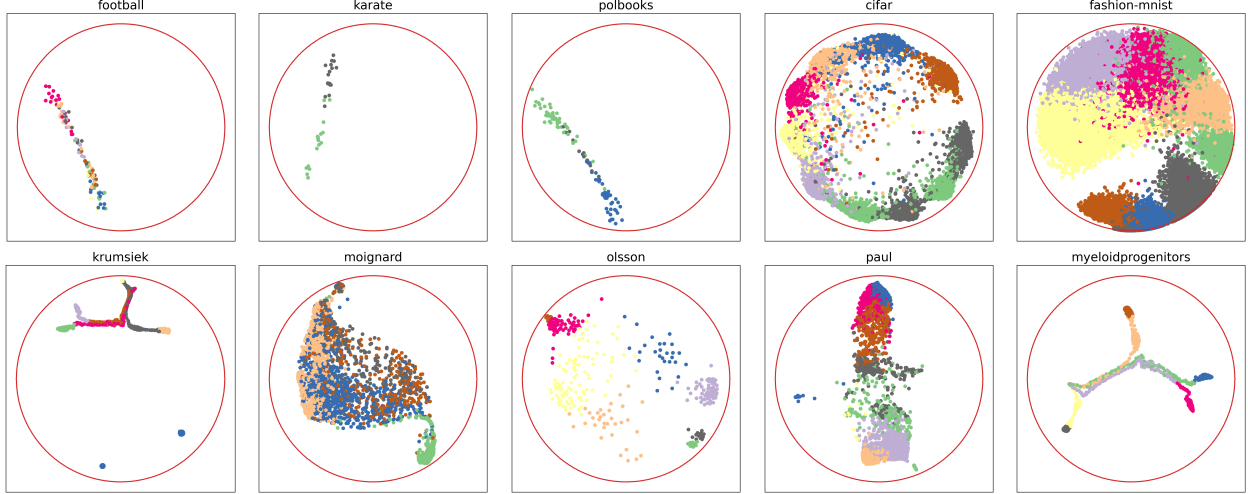 football
karate
polbooks
cifar
fashion-mnist
krumsiek
moignard
olsson
paul
myeloidprogenitors